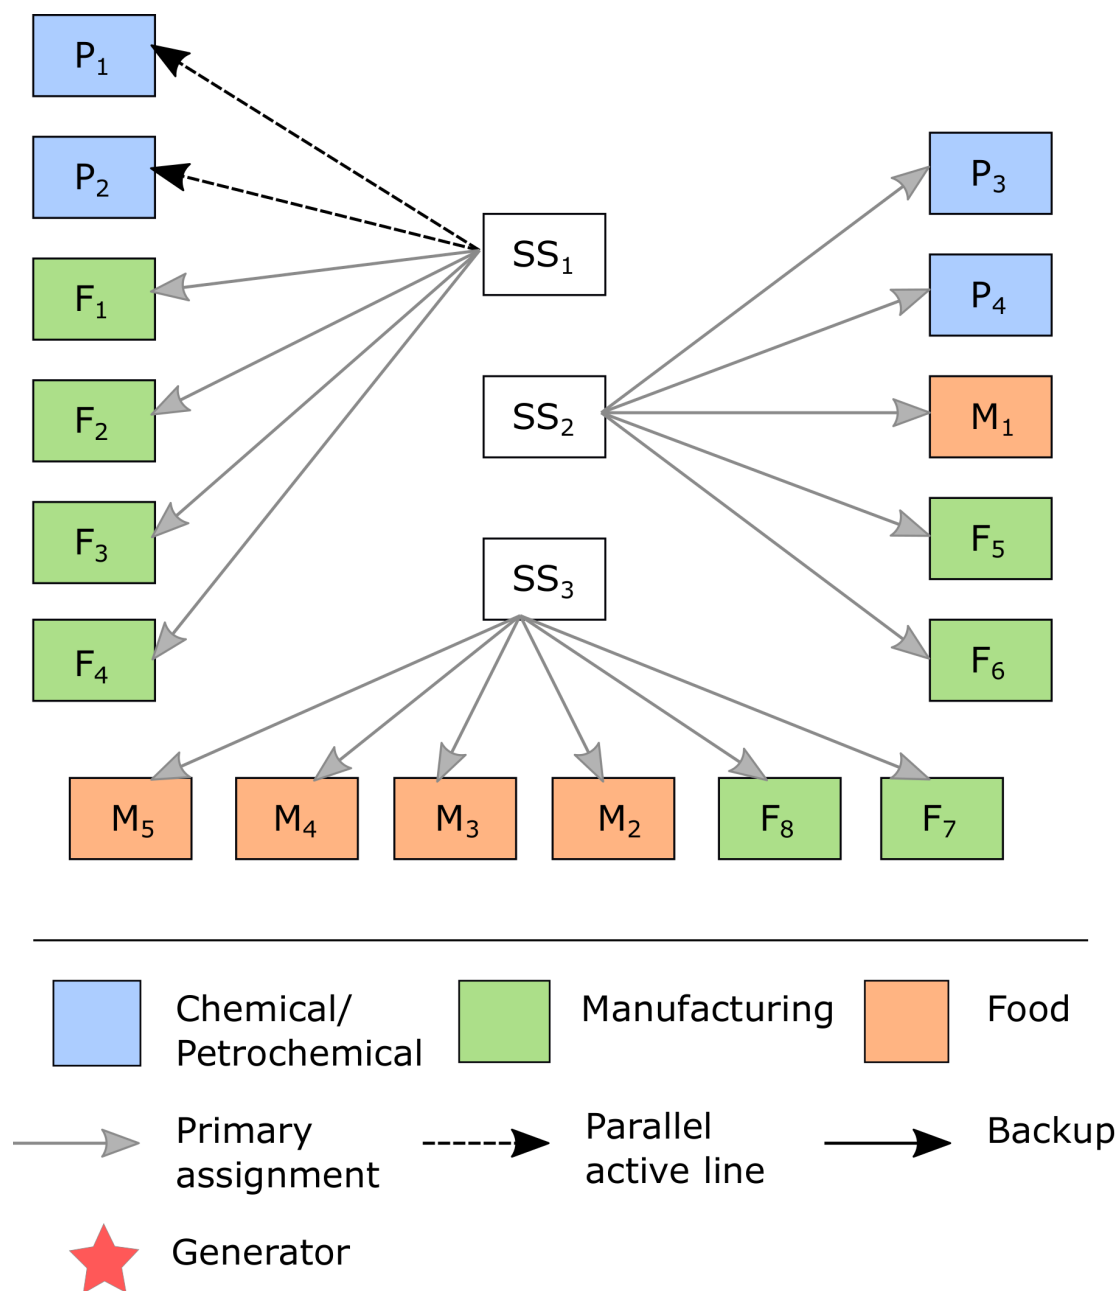 P1
P2
F1
F2
F3
F4
SS1
SS2
SS3
P3
P4
M1
F5
F6
M5
M4
M3
M2
F8
F7
Chemical/
Petrochemical
Manufacturing
Food
Primary
assignment
Parallel
active line
Backup
Generator